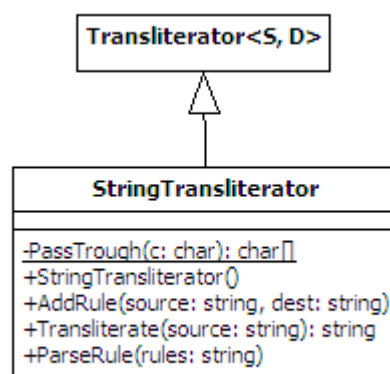 Transliterator<S, D>
StringTransliterator
-PassTrough(c: char): char[]
+StringTransliterator()
+AddRule(source: string, dest: string)
+Transliterate(source: string): string
+ParseRule(rules: string)